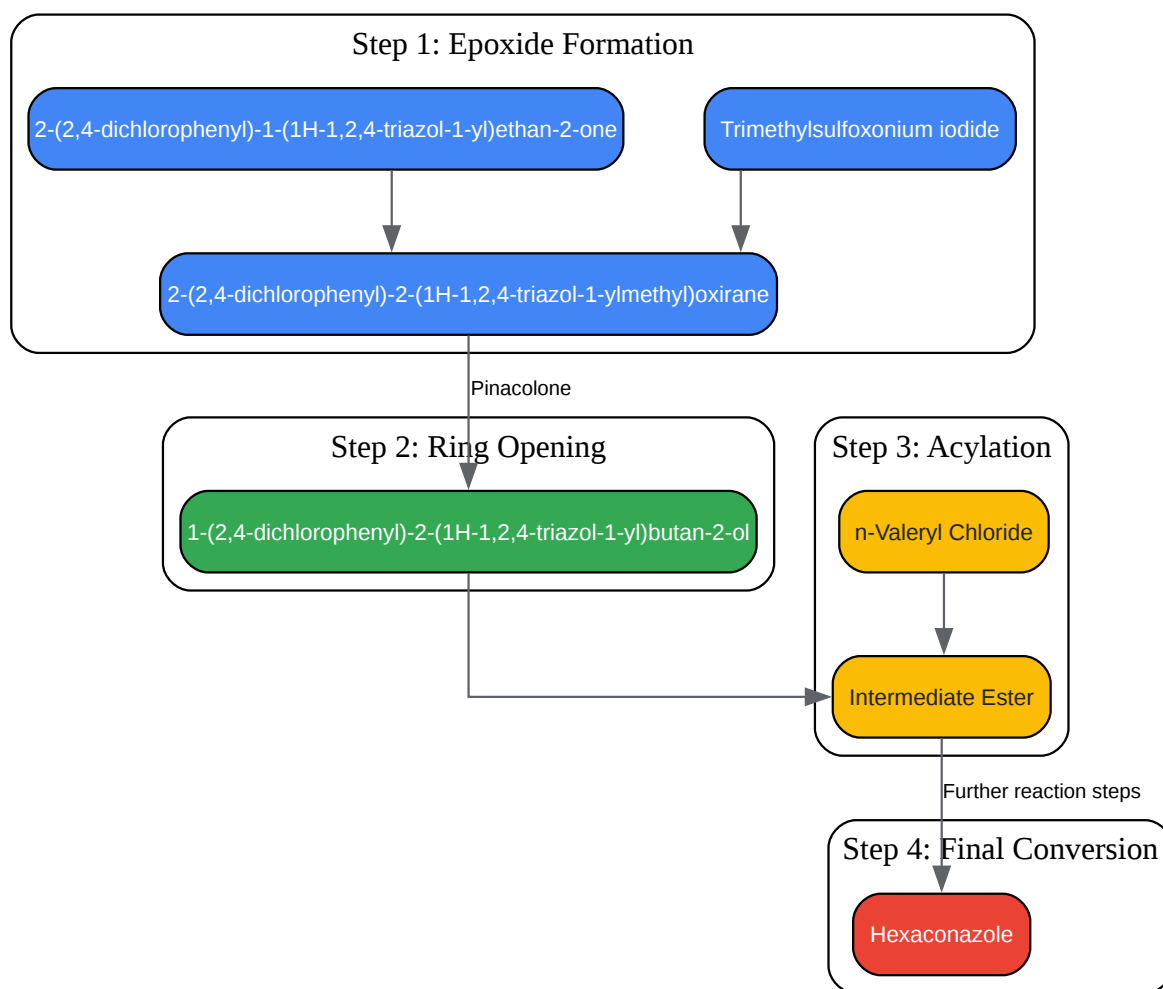 Step 1: Epoxide Formation
2-(2,4-dichlorophenyl)-1-(1H-1,2,4-triazol-1-yl)ethan-2-one
Trimethylsulfoxonium iodide
2-(2,4-dichlorophenyl)-2-(1H-1,2,4-triazol-1-ylmethyl)oxirane
Pinacolone
Step 2: Ring Opening
1-(2,4-dichlorophenyl)-2-(1H-1,2,4-triazol-1-yl)butan-2-ol
Step 3: Acylation
n-Valeryl Chloride
Intermediate Ester
Further reaction steps
Step 4: Final Conversion
Hexaconazole